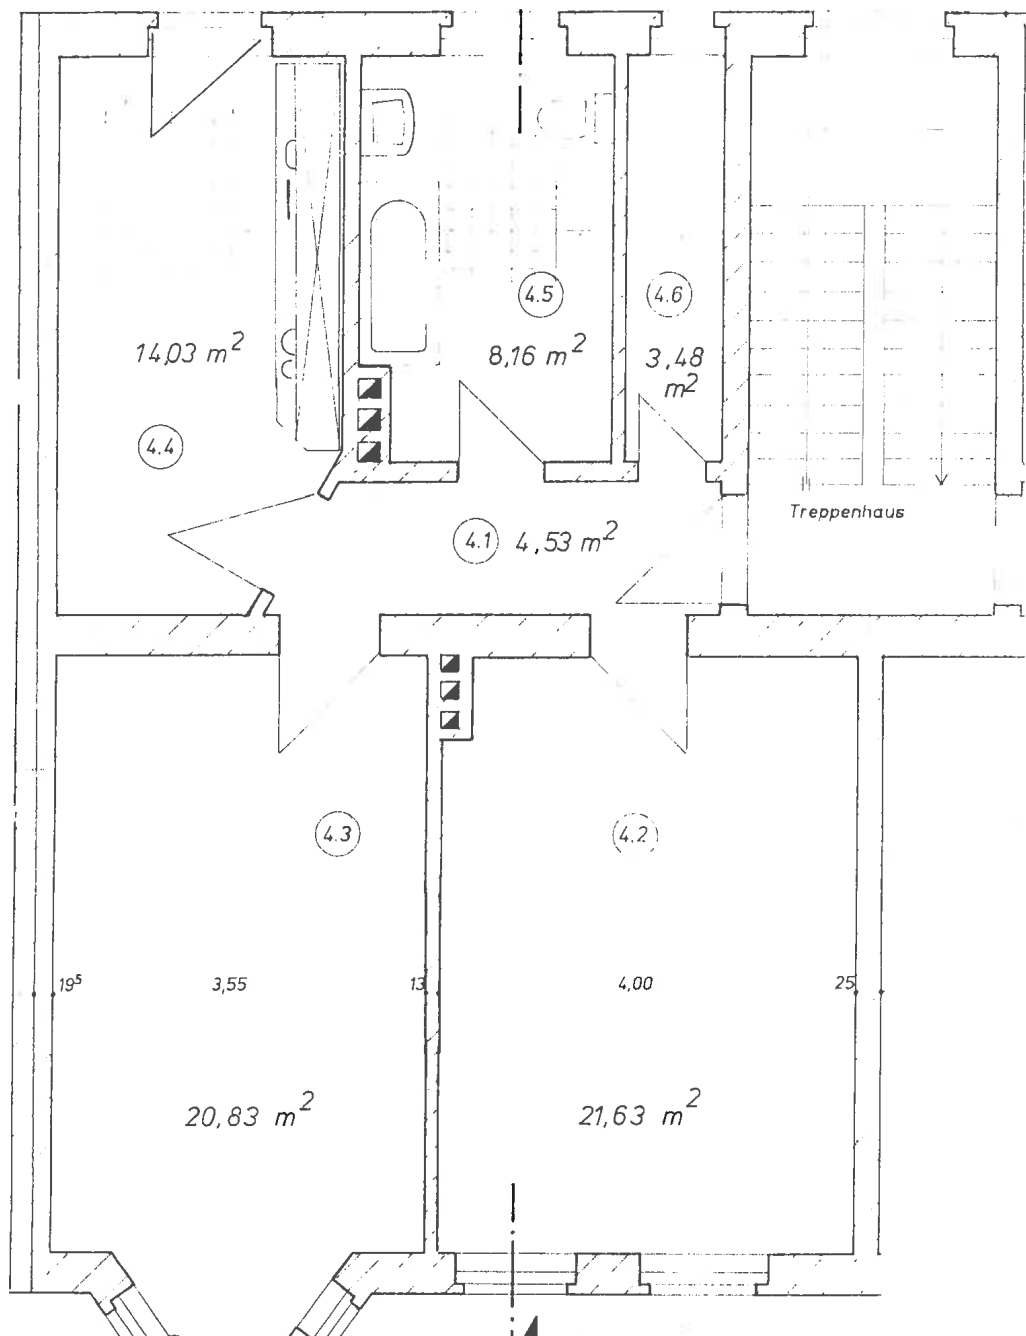 4.5
4.6
14,03 m²
8,16 m²
3,48
m²
4.4
Treppenhaus
4.1 4,53 m²
4.3
4.2
19⁵ 3,55 13 4,00 25
20,83 m²
21,63 m²